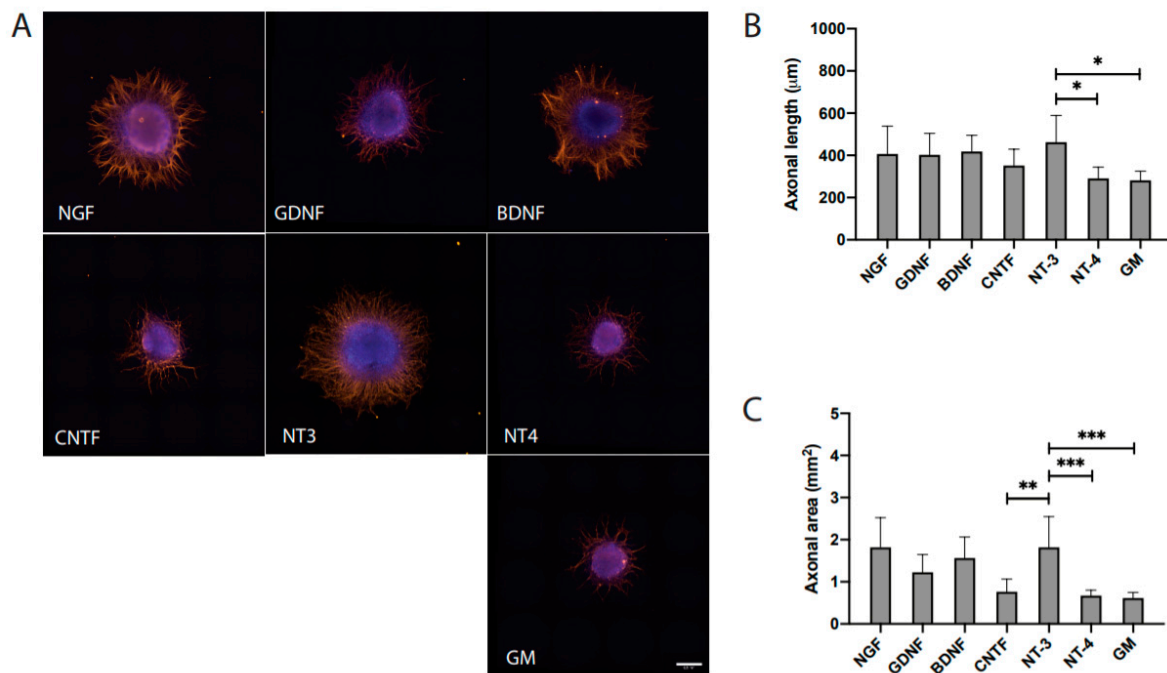 A
NGF
GDNF
BDNF
CNTF
NT3
NT4
GM
B
Axonal length (μm)
1000
800
600
400
200
0
*
*
NGF
GDNF
BDNF
CNTF
NT-3
NT-4
GM
C
Axonal area (mm²)
5
4
3
2
1
0
***
***
**
NGF
GDNF
BDNF
CNTF
NT-3
NT-4
GM